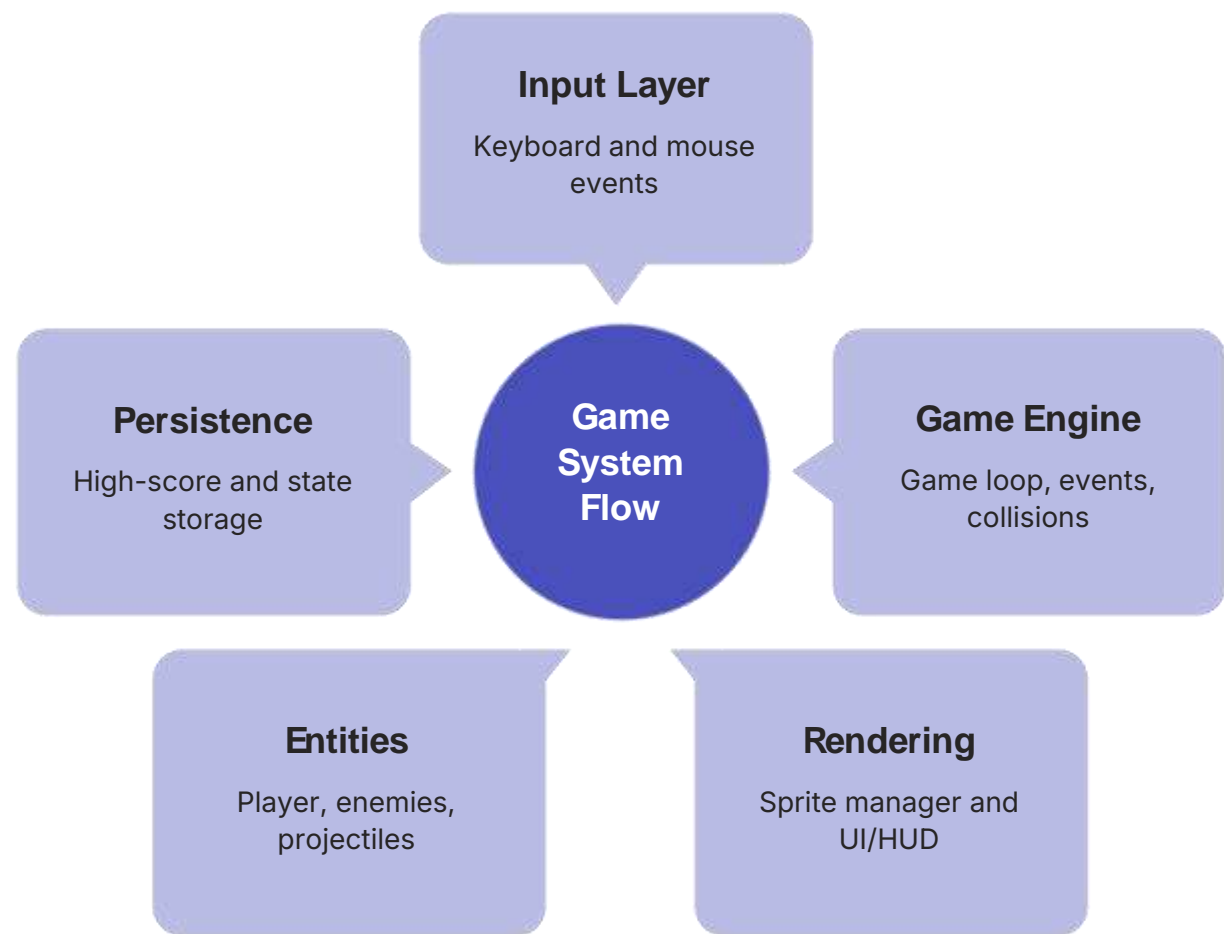 Input Layer
Keyboard and mouse
events
Persistence
High-score and state
storage
Game
System
Flow
Game Engine
Game loop, events,
collisions
Entities
Player, enemies,
projectiles
Rendering
Sprite manager and
UI/HUD